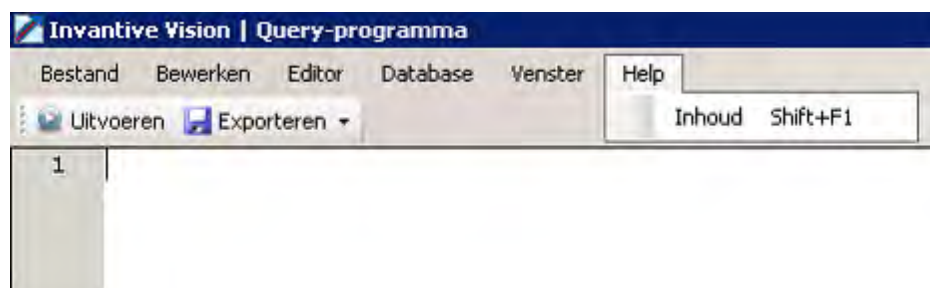 Invantive Vision | Query-programma
Bestand Bewerken Editor Database Venster Help
Uitvoeren Exporteren
Inhoud Shift+F1
1